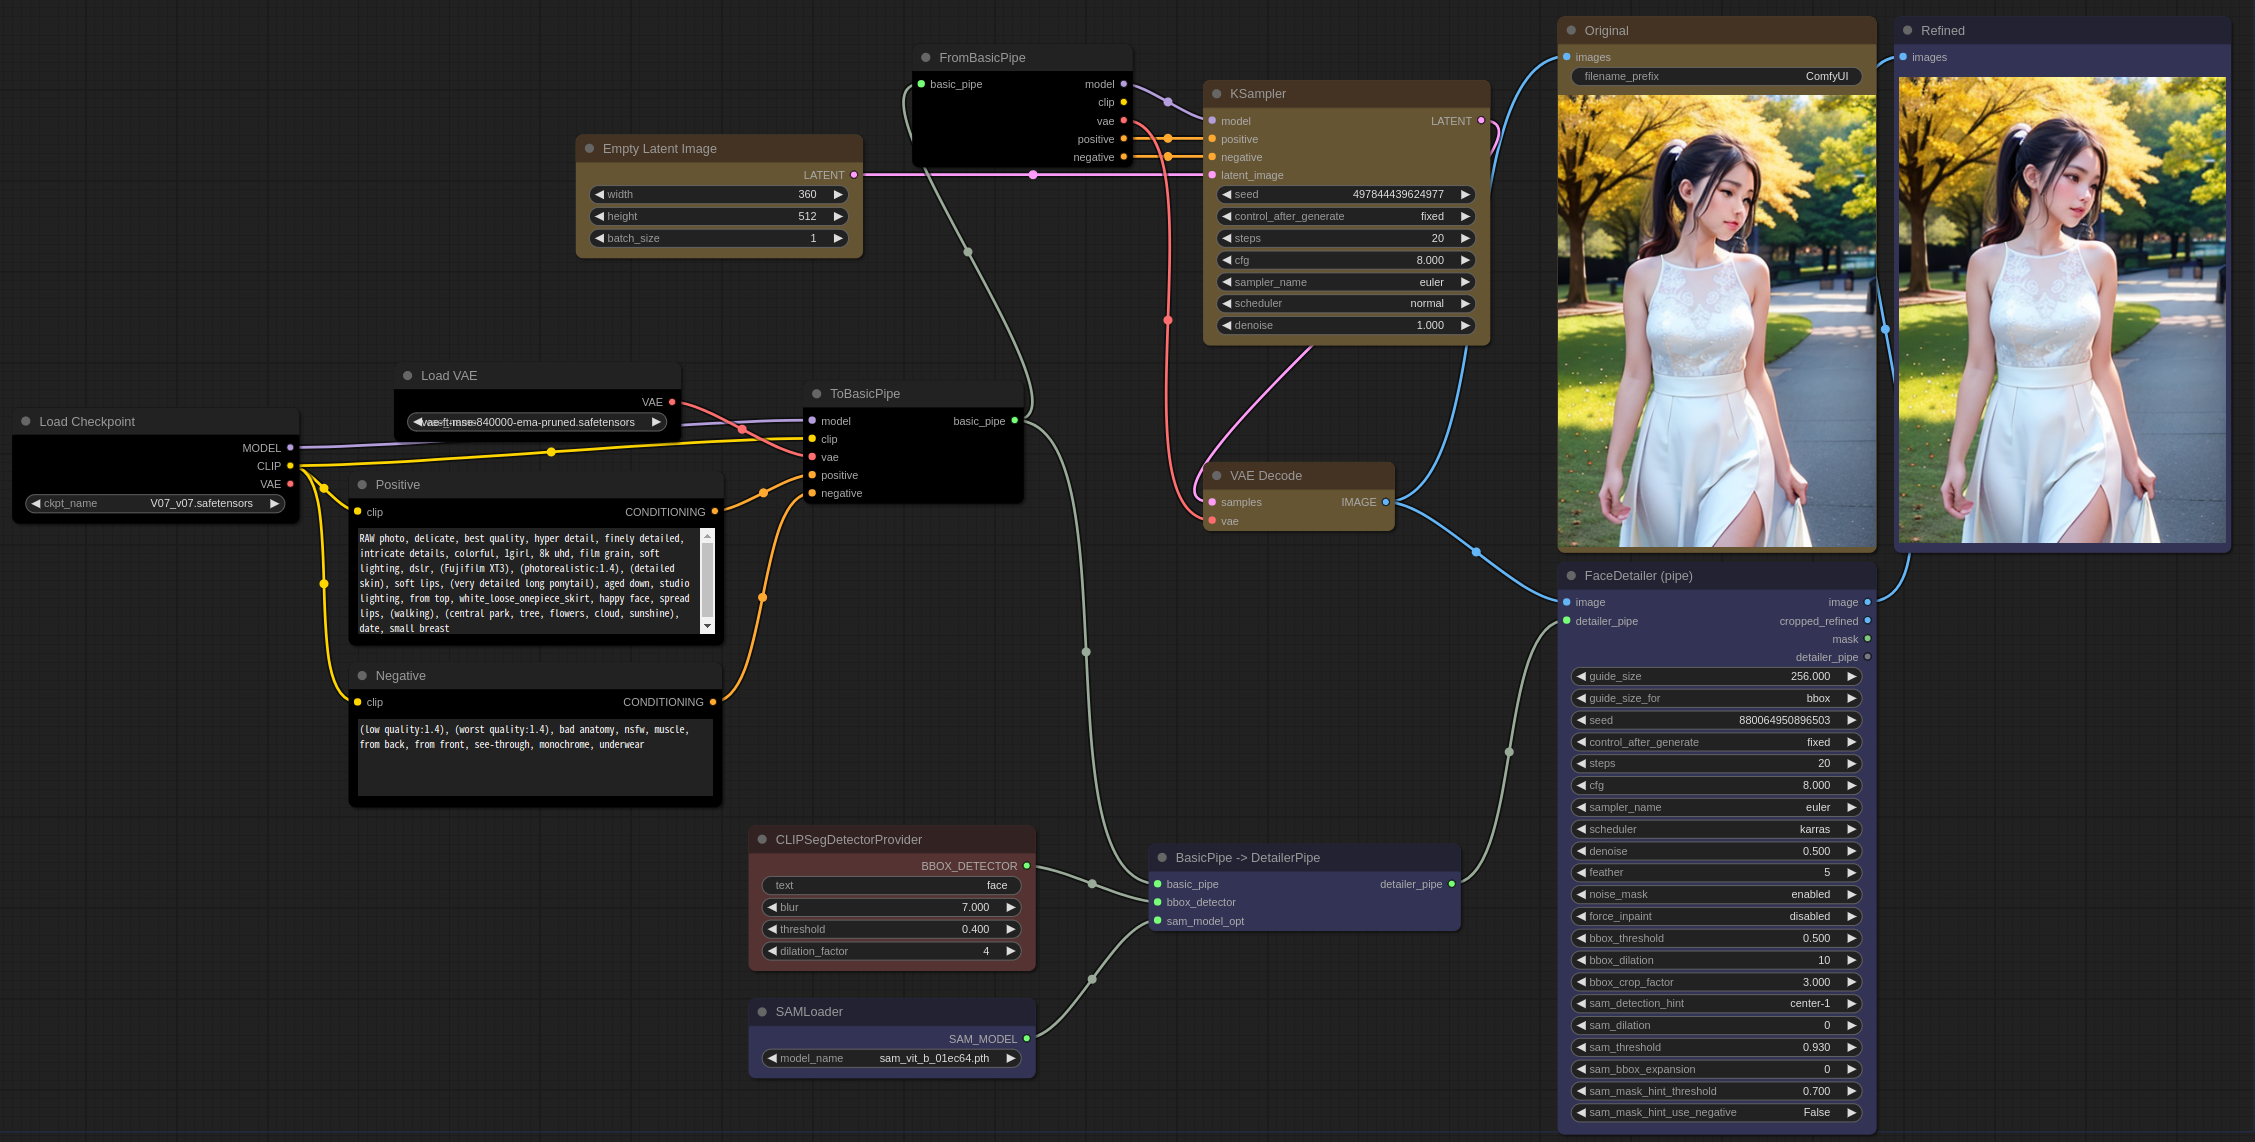 Load Checkpoint
MODEL
CLIP
VAE
ckpt_name V07_v07.safetensors
Load VAE
VAE
vae-ft-mse-840000-ema-pruned.safetensors
Positive
clip CONDITIONING
RAW photo, delicate, best quality, hyper detail, finely detailed,
intricate details, colorful, 1girl, 8k uhd, film grain, soft
lighting, dslr, (Fujifilm XT3), (photorealistic:1.4), (detailed
skin), soft lips, (very detailed long ponytail), aged down, studio
lighting, from top, white_loose_onepiece_skirt, happy face, spread
lips, (walking), (central park, tree, flowers, cloud, sunshine),
date, small breast
Negative
clip CONDITIONING
(low quality:1.4), (worst quality:1.4), bad anatomy, nsfw, muscle,
from back, from front, see-through, monochrome, underwear
Empty Latent Image
LATENT
width 360
height 512
batch_size 1
ToBasicPipe
model basic_pipe
clip
vae
positive
negative
FromBasicPipe
basic_pipe model
clip
vae
positive
negative
KSampler
model LATENT
positive
negative
latent_image
seed 497844439624977
control_after_generate fixed
steps 20
cfg 8.000
sampler_name euler
scheduler normal
denoise 1.000
VAE Decode
samples IMAGE
vae
CLIPSegDetectorProvider
BBOX_DETECTOR
text face
blur 7.000
threshold 0.400
dilation_factor 4
SAMLoader
SAM_MODEL
model_name sam_vit_b_01ec64.pth
BasicPipe -> DetailerPipe
basic_pipe detailer_pipe
bbox_detector
sam_model_opt
Original
images
filename_prefix ComfyUI
Refined
images
FaceDetailer (pipe)
image image
detailer_pipe cropped_refined
mask
detailer_pipe
guide_size 256.000
guide_size_for bbox
seed 880064950896503
control_after_generate fixed
steps 20
cfg 8.000
sampler_name euler
scheduler karras
denoise 0.500
feather 5
noise_mask enabled
force_inpaint disabled
bbox_threshold 0.500
bbox_dilation 10
bbox_crop_factor 3.000
sam_detection_hint center-1
sam_dilation 0
sam_threshold 0.930
sam_bbox_expansion 0
sam_mask_hint_threshold 0.700
sam_mask_hint_use_negative False